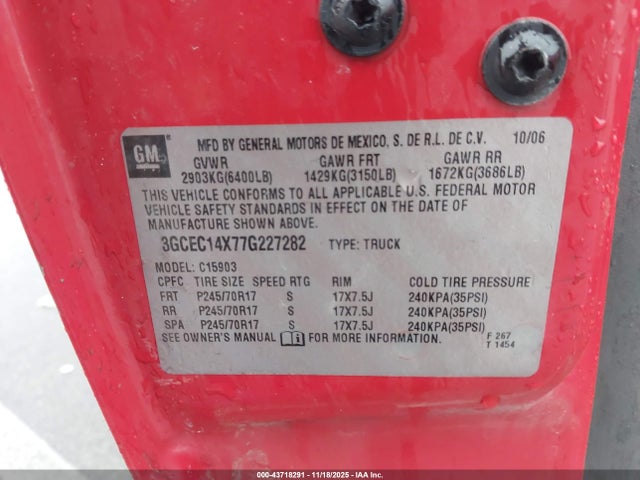 GM
MFD BY GENERAL MOTORS DE MEXICO, S. DE R.L. DE C.V. 10/06
GVWR GAWR FRT GAWR RR
2903KG(6400LB) 1429KG(3150LB) 1672KG(3686LB)
THIS VEHICLE CONFORMS TO ALL APPLICABLE U.S. FEDERAL MOTOR
VEHICLE SAFETY STANDARDS IN EFFECT ON THE DATE OF
MANUFACTURE SHOWN ABOVE.
3GCEC14X77G227282 TYPE: TRUCK
MODEL: C15903
CPFC TIRE SIZE SPEED RTG RIM COLD TIRE PRESSURE
FRT P245/70R17 S 17X7.5J 240KPA(35PSI)
RR P245/70R17 S 17X7.5J 240KPA(35PSI)
SPA P245/70R17 S 17X7.5J 240KPA(35PSI)
SEE OWNER'S MANUAL FOR MORE INFORMATION.
F 267
T 1454
000-43718291 - 11/18/2025 - IAAHZ.COM